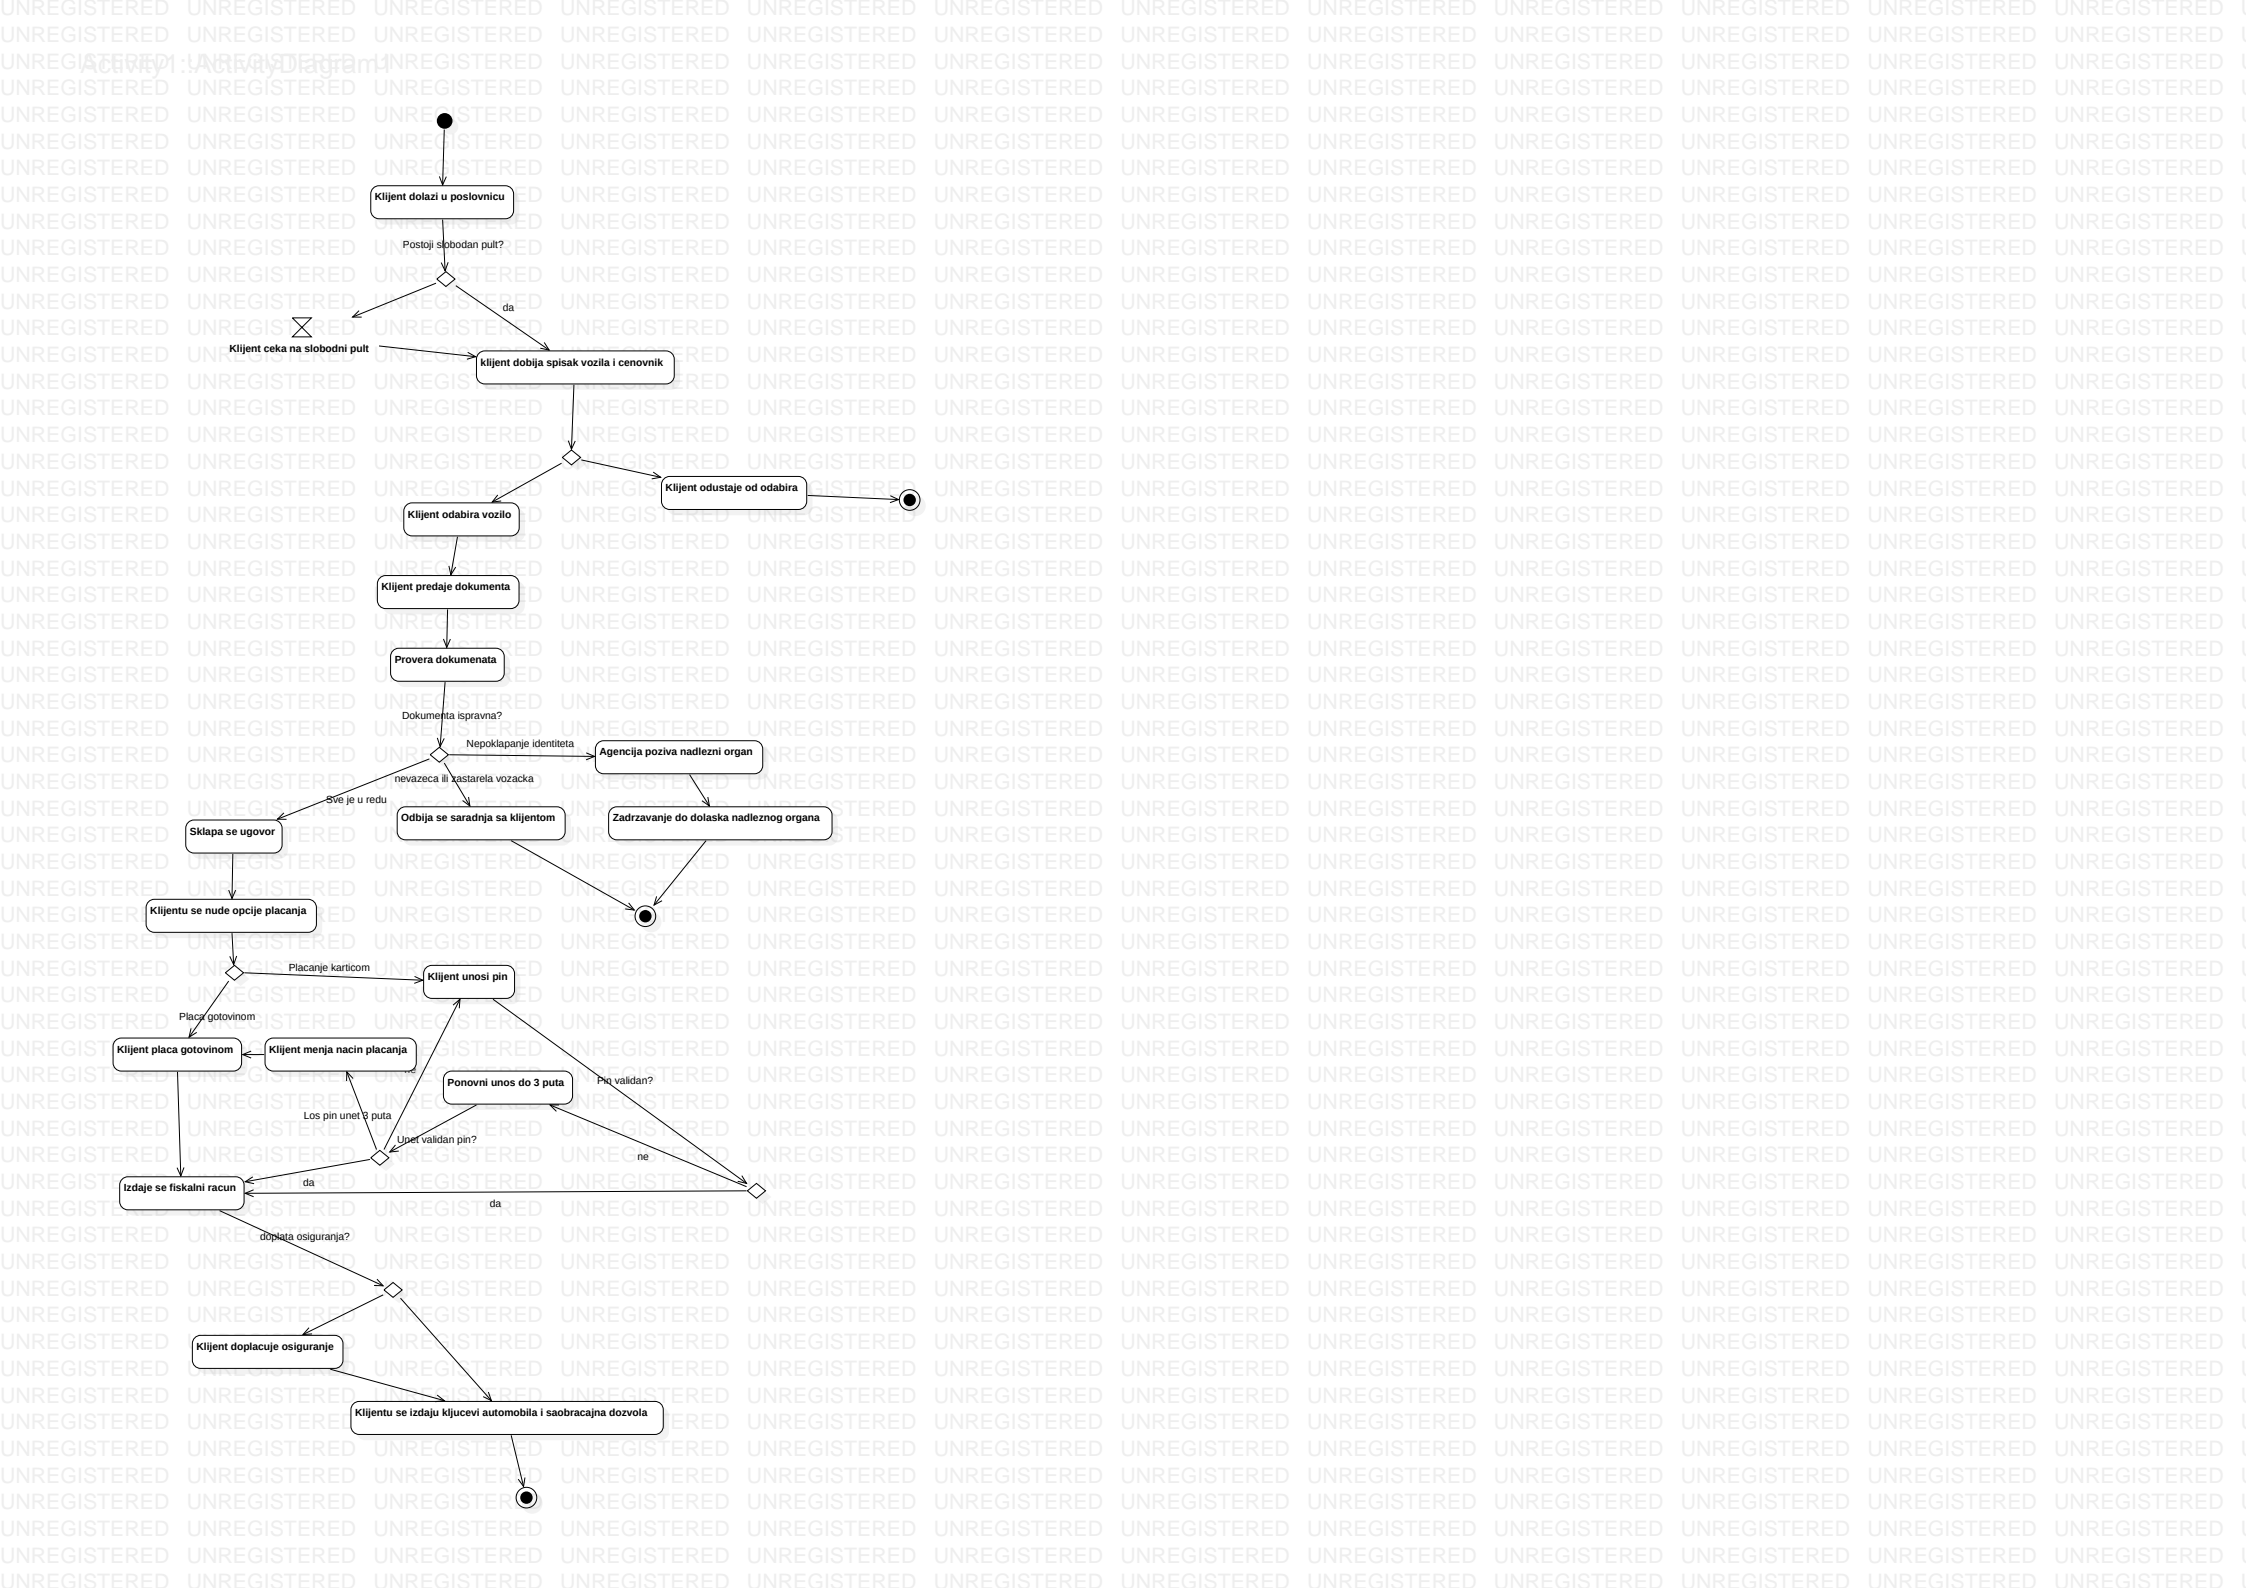 Activity1::ActivityDiagram1
Klijent dolazi u poslovnicu
Postoji slobodan pult?
da
Klijent ceka na slobodni pult
klijent dobija spisak vozila i cenovnik
Klijent odustaje od odabira
Klijent odabira vozilo
Klijent predaje dokumenta
Provera dokumenata
Dokumenta ispravna?
Nepoklapanje identiteta
Agencija poziva nadlezni organ
nevazeca ili zastarela vozacka
Sve je u redu
Odbija se saradnja sa klijentom
Zadrzavanje do dolaska nadleznog organa
Sklapa se ugovor
Klijentu se nude opcije placanja
Placanje karticom
Klijent unosi pin
Placa gotovinom
Klijent placa gotovinom
Klijent menja nacin placanja
ne
Ponovni unos do 3 puta
Pin validan?
Los pin unet 3 puta
Unet validan pin?
ne
da
Izdaje se fiskalni racun
da
doplata osiguranja?
Klijent doplacuje osiguranje
Klijentu se izdaju kljucevi automobila i saobracajna dozvola
UNREGISTERED